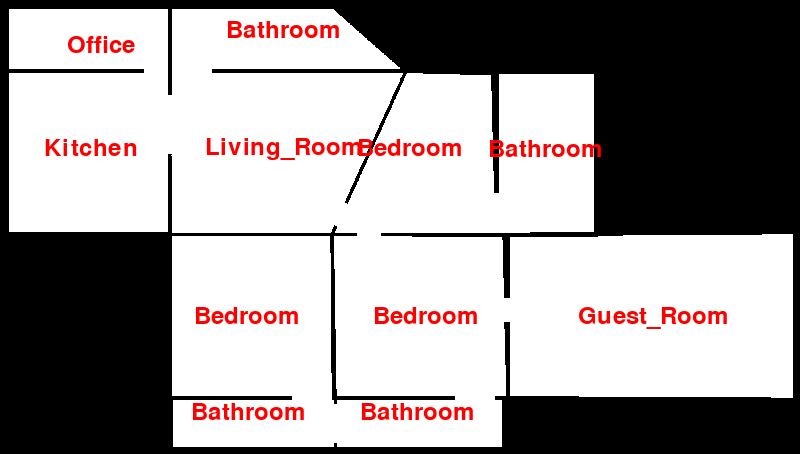 Bathroom
Office
Kitchen
Living_Room
Bedroom
Bathroom
Bedroom
Bedroom
Guest_Room
Bathroom
Bathroom